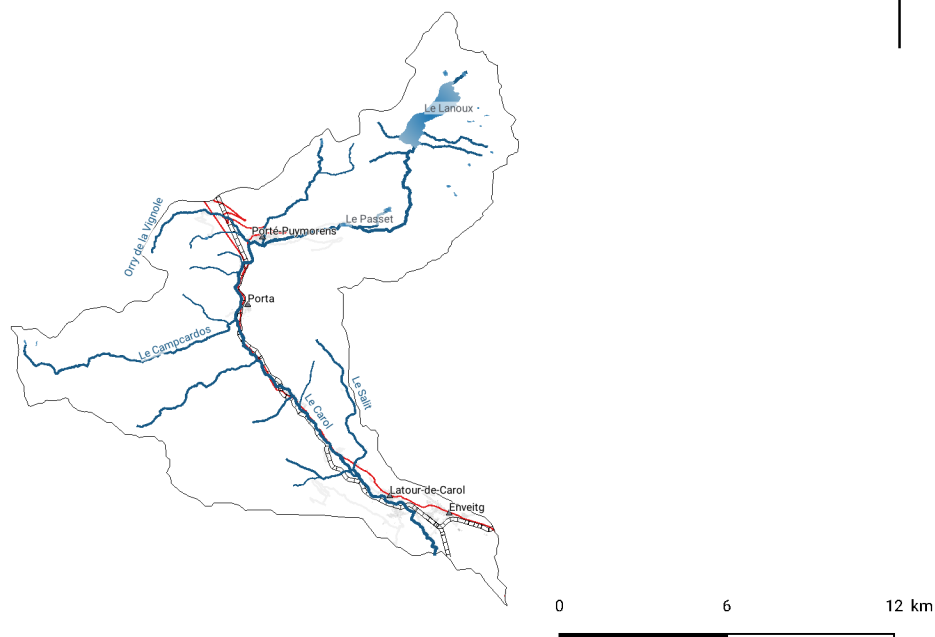 Le Lanoux
Orry de la Vignole
Le Passet
Porté-Puymorens
Porta
Le Campcardos
Le Salit
Le Carol
Latour-de-Carol
Enveitg
0 6 12 km